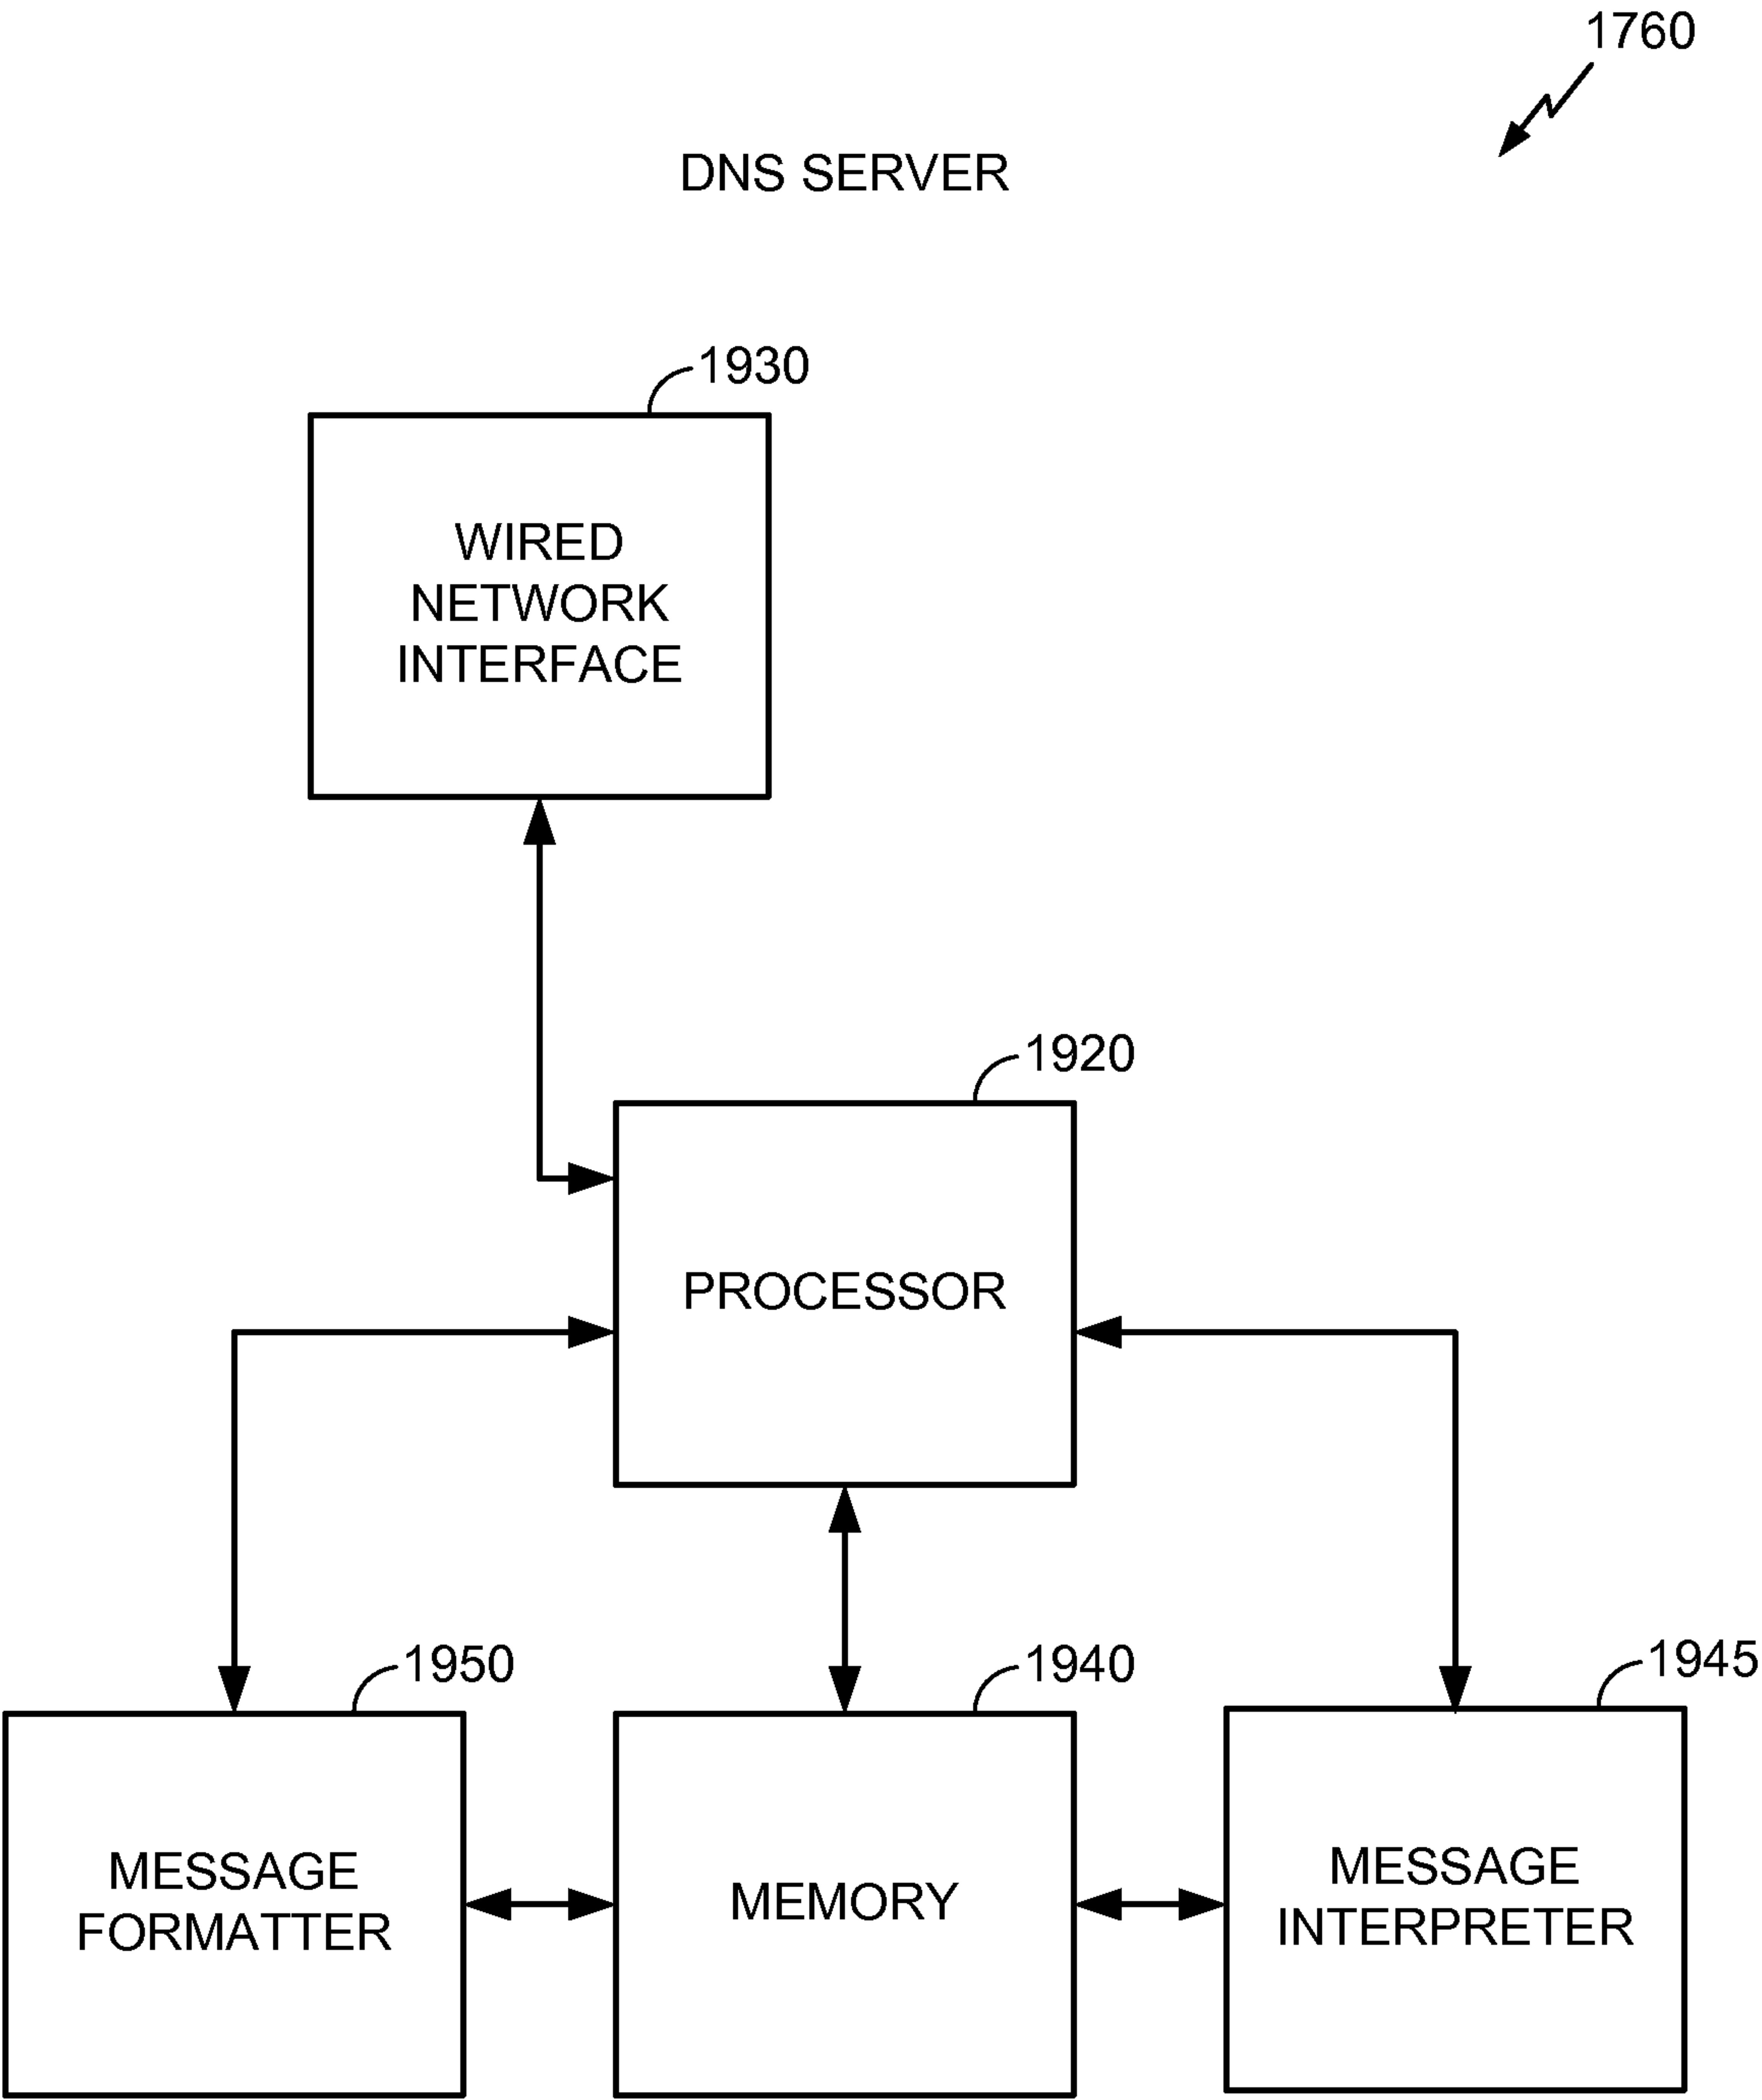 1760
DNS SERVER
1930
WIRED
NETWORK
INTERFACE
1920
PROCESSOR
1950
1940
1945
MESSAGE
FORMATTER
MEMORY
MESSAGE
INTERPRETER